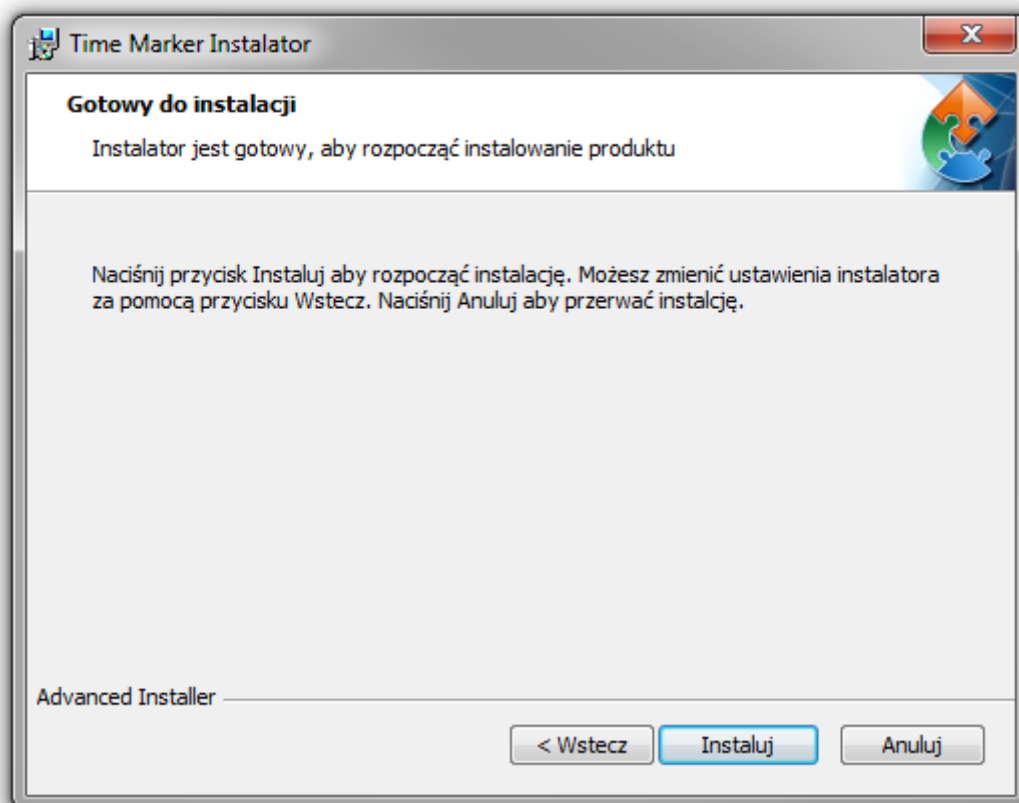 Time Marker Instalator
Gotowy do instalacji
Instalator jest gotowy, aby rozpocząć instalowanie produktu
Naciśnij przycisk Instaluj aby rozpocząć instalację. Możesz zmienić ustawienia instalatora
za pomocą przycisku Wstecz. Naciśnij Anuluj aby przerwać instalcję.
Advanced Installer
< Wstecz
Instaluj
Anuluj